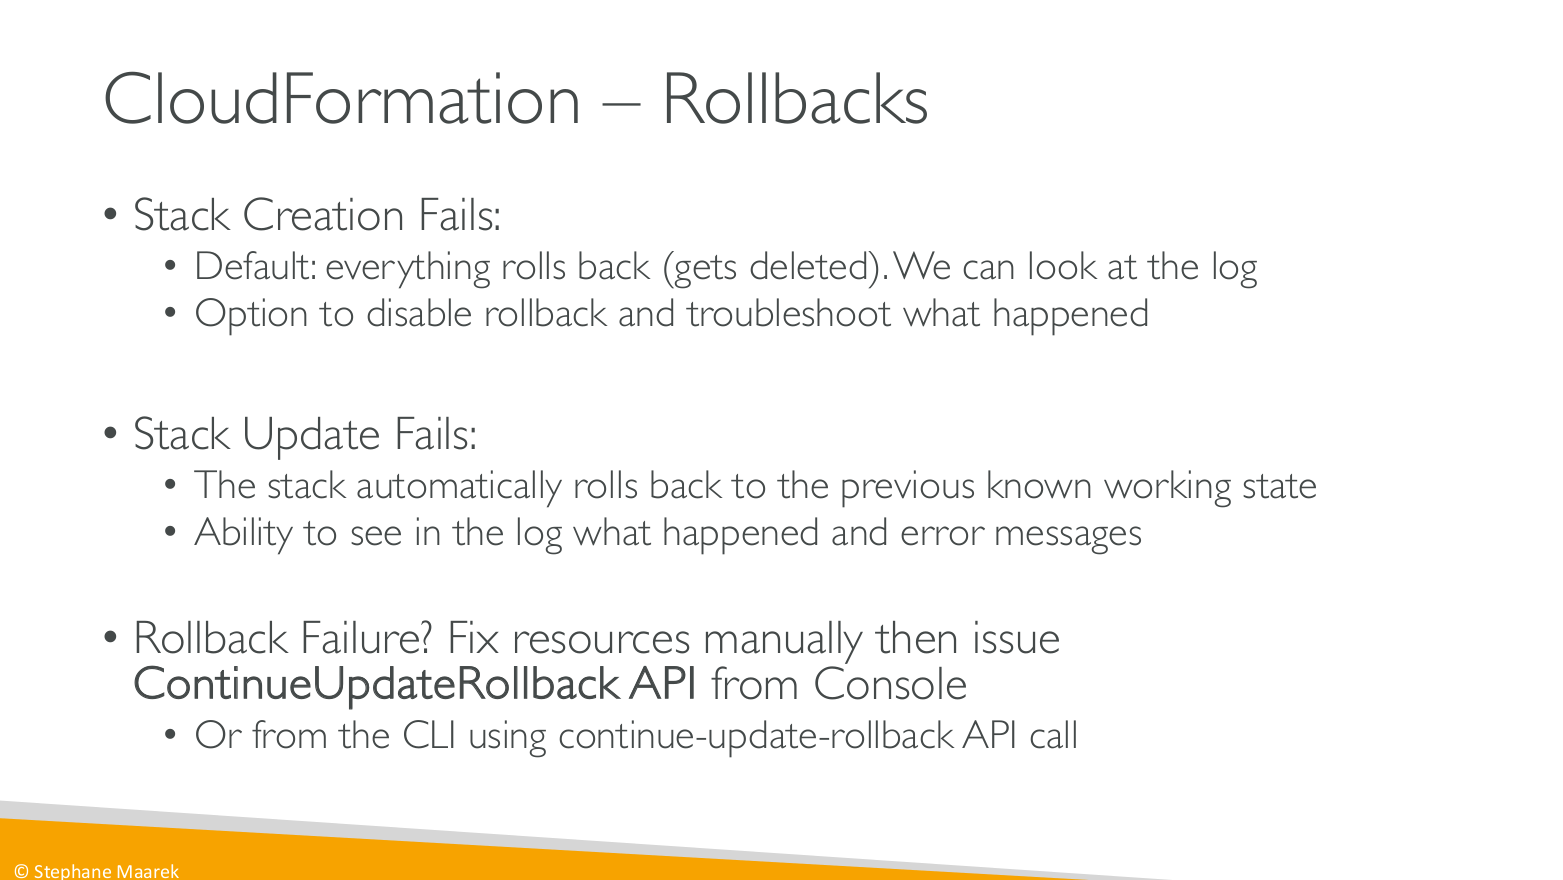 CloudFormation – Rollbacks
• Stack Creation Fails:
• Default: everything rolls back (gets deleted). We can look at the log
• Option to disable rollback and troubleshoot what happened
• Stack Update Fails:
• The stack automatically rolls back to the previous known working state
• Ability to see in the log what happened and error messages
• Rollback Failure? Fix resources manually then issue
ContinueUpdateRollback API from Console
• Or from the CLI using continue-update-rollback API call
© Stephane Maarek